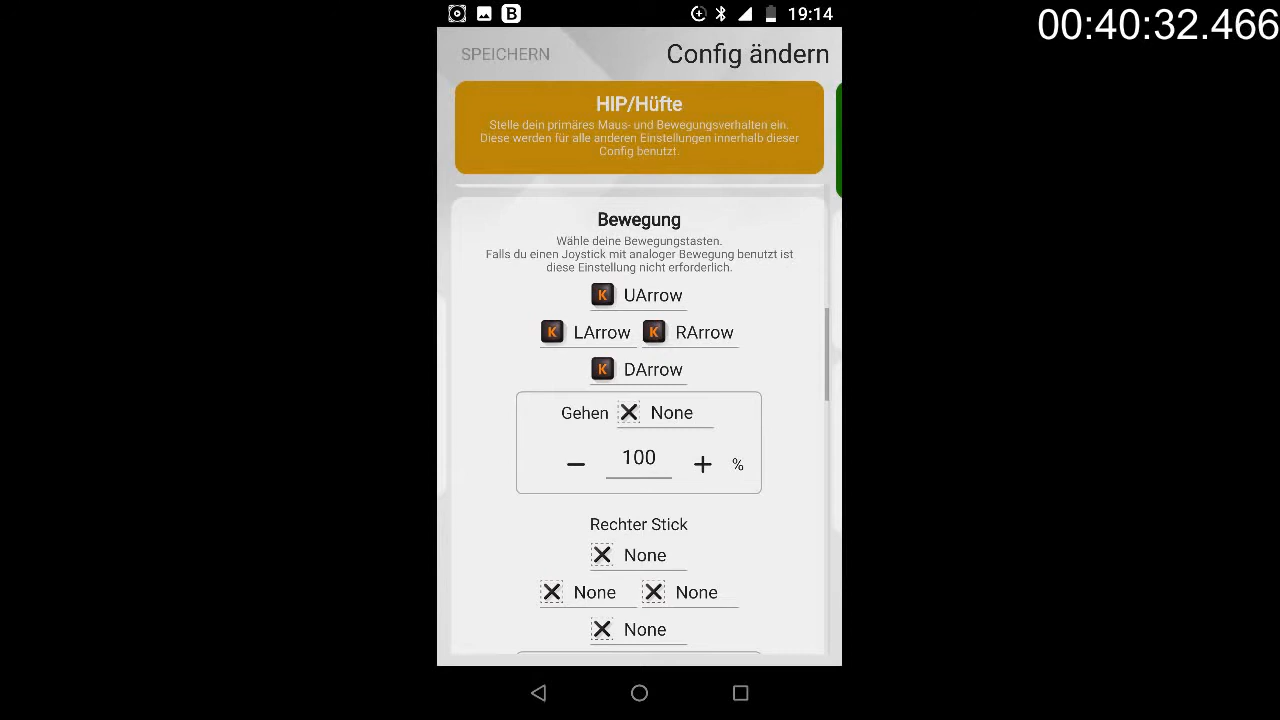 B
19:14
00:40:32.466
SPEICHERN
Config ändern
HIP/Hüfte
Stelle dein primäres Maus- und Bewegungsverhalten ein.
Diese werden für alle anderen Einstellungen innerhalb dieser
Config benutzt.
Bewegung
Wähle deine Bewegungstasten.
Falls du einen Joystick mit analoger Bewegung benutzt ist
diese Einstellung nicht erforderlich.
K UArrow
K LArrow K RArrow
K DArrow
Gehen None
− 100 + %
Rechter Stick
None
None None
None